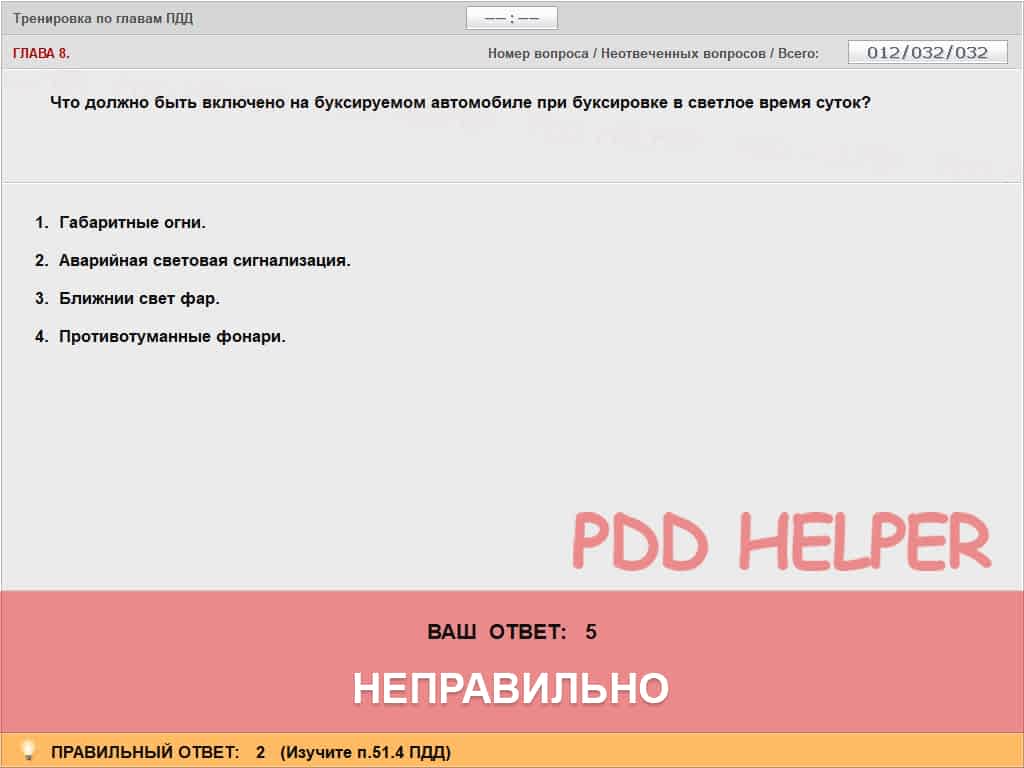 Тренировка по главам ПДД
—— : ——
ГЛАВА 8.
Номер вопроса / Неотвеченных вопросов / Всего: 012/032/032
Что должно быть включено на буксируемом автомобиле при буксировке в светлое время суток?
1. Габаритные огни.
2. Аварийная световая сигнализация.
3. Ближнии свет фар.
4. Противотуманные фонари.
PDD HELPER
ВАШ ОТВЕТ: 5
НЕПРАВИЛЬНО
ПРАВИЛЬНЫЙ ОТВЕТ: 2 (Изучите п.51.4 ПДД)